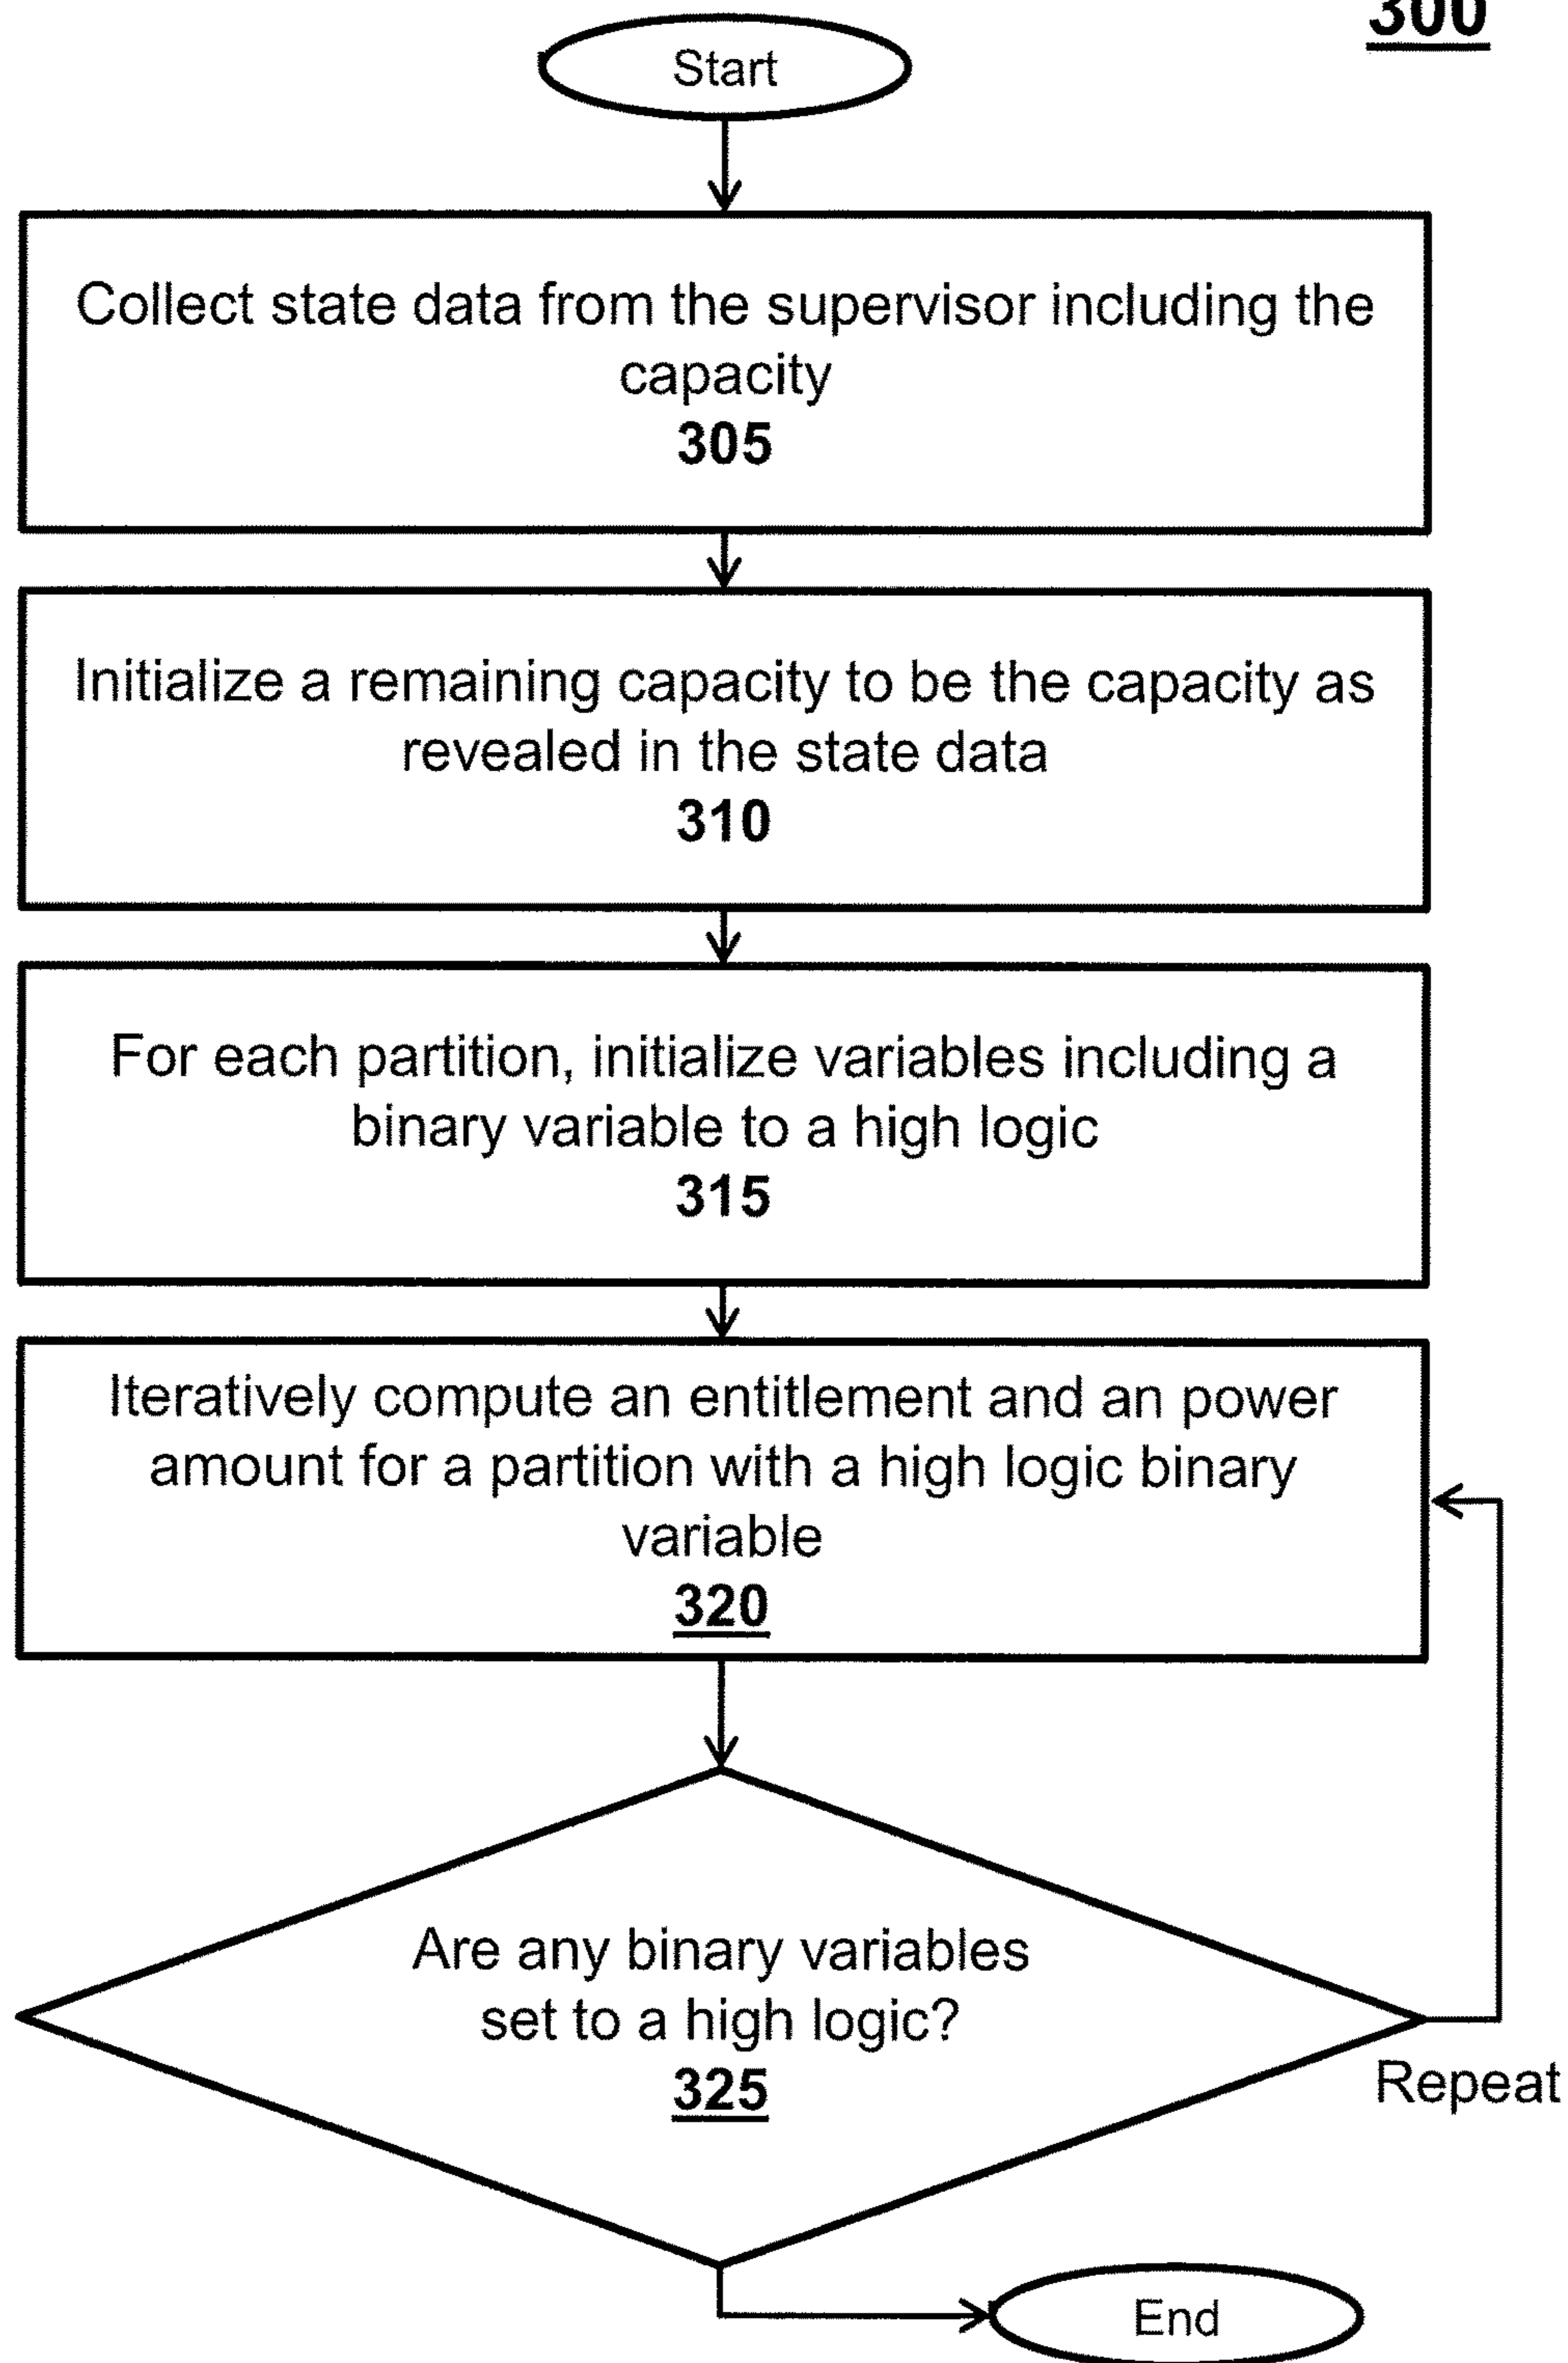 300
Start
Collect state data from the supervisor including the
capacity
305
Initialize a remaining capacity to be the capacity as
revealed in the state data
310
For each partition, initialize variables including a
binary variable to a high logic
315
Iteratively compute an entitlement and an power
amount for a partition with a high logic binary
variable
320
Are any binary variables
set to a high logic?
325
Repeat
End